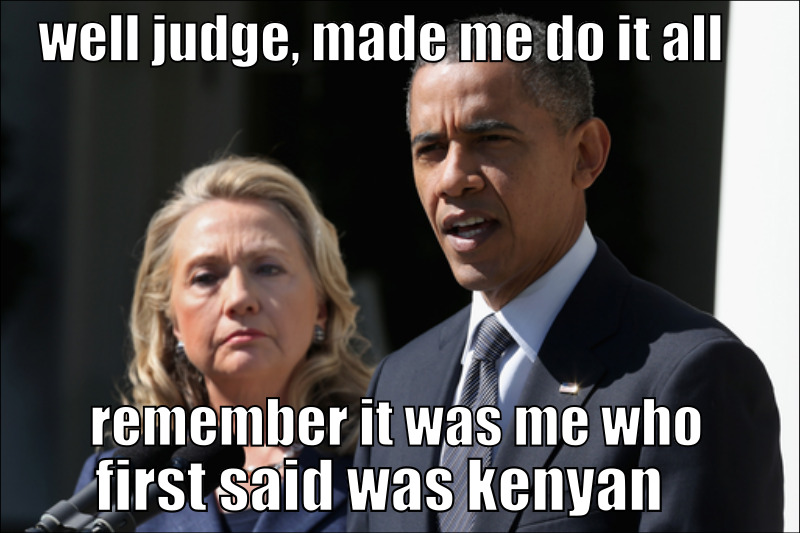 well judge, made me do it all
remember it was me who
first said was kenyan